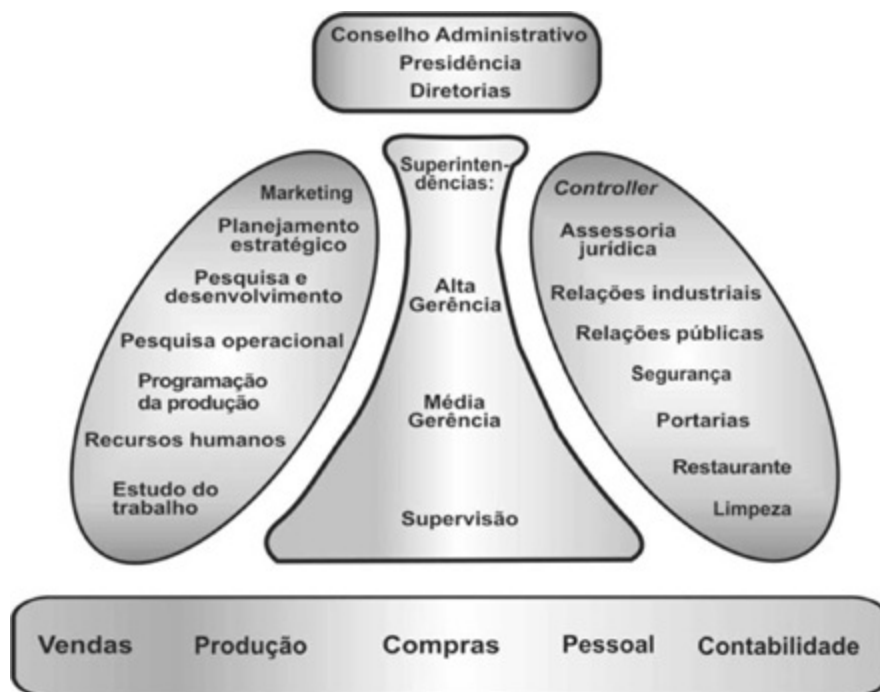 Conselho Administrativo
Presidência
Diretorias
Marketing
Planejamento
estratégico
Pesquisa e
desenvolvimento
Pesquisa operacional
Programação
da produção
Recursos humanos
Estudo do
trabalho
Superinten-
dências:
Alta
Gerência
Média
Gerência
Supervisão
Controller
Assessoria
jurídica
Relações industriais
Relações públicas
Segurança
Portarias
Restaurante
Limpeza
Vendas Produção Compras Pessoal Contabilidade